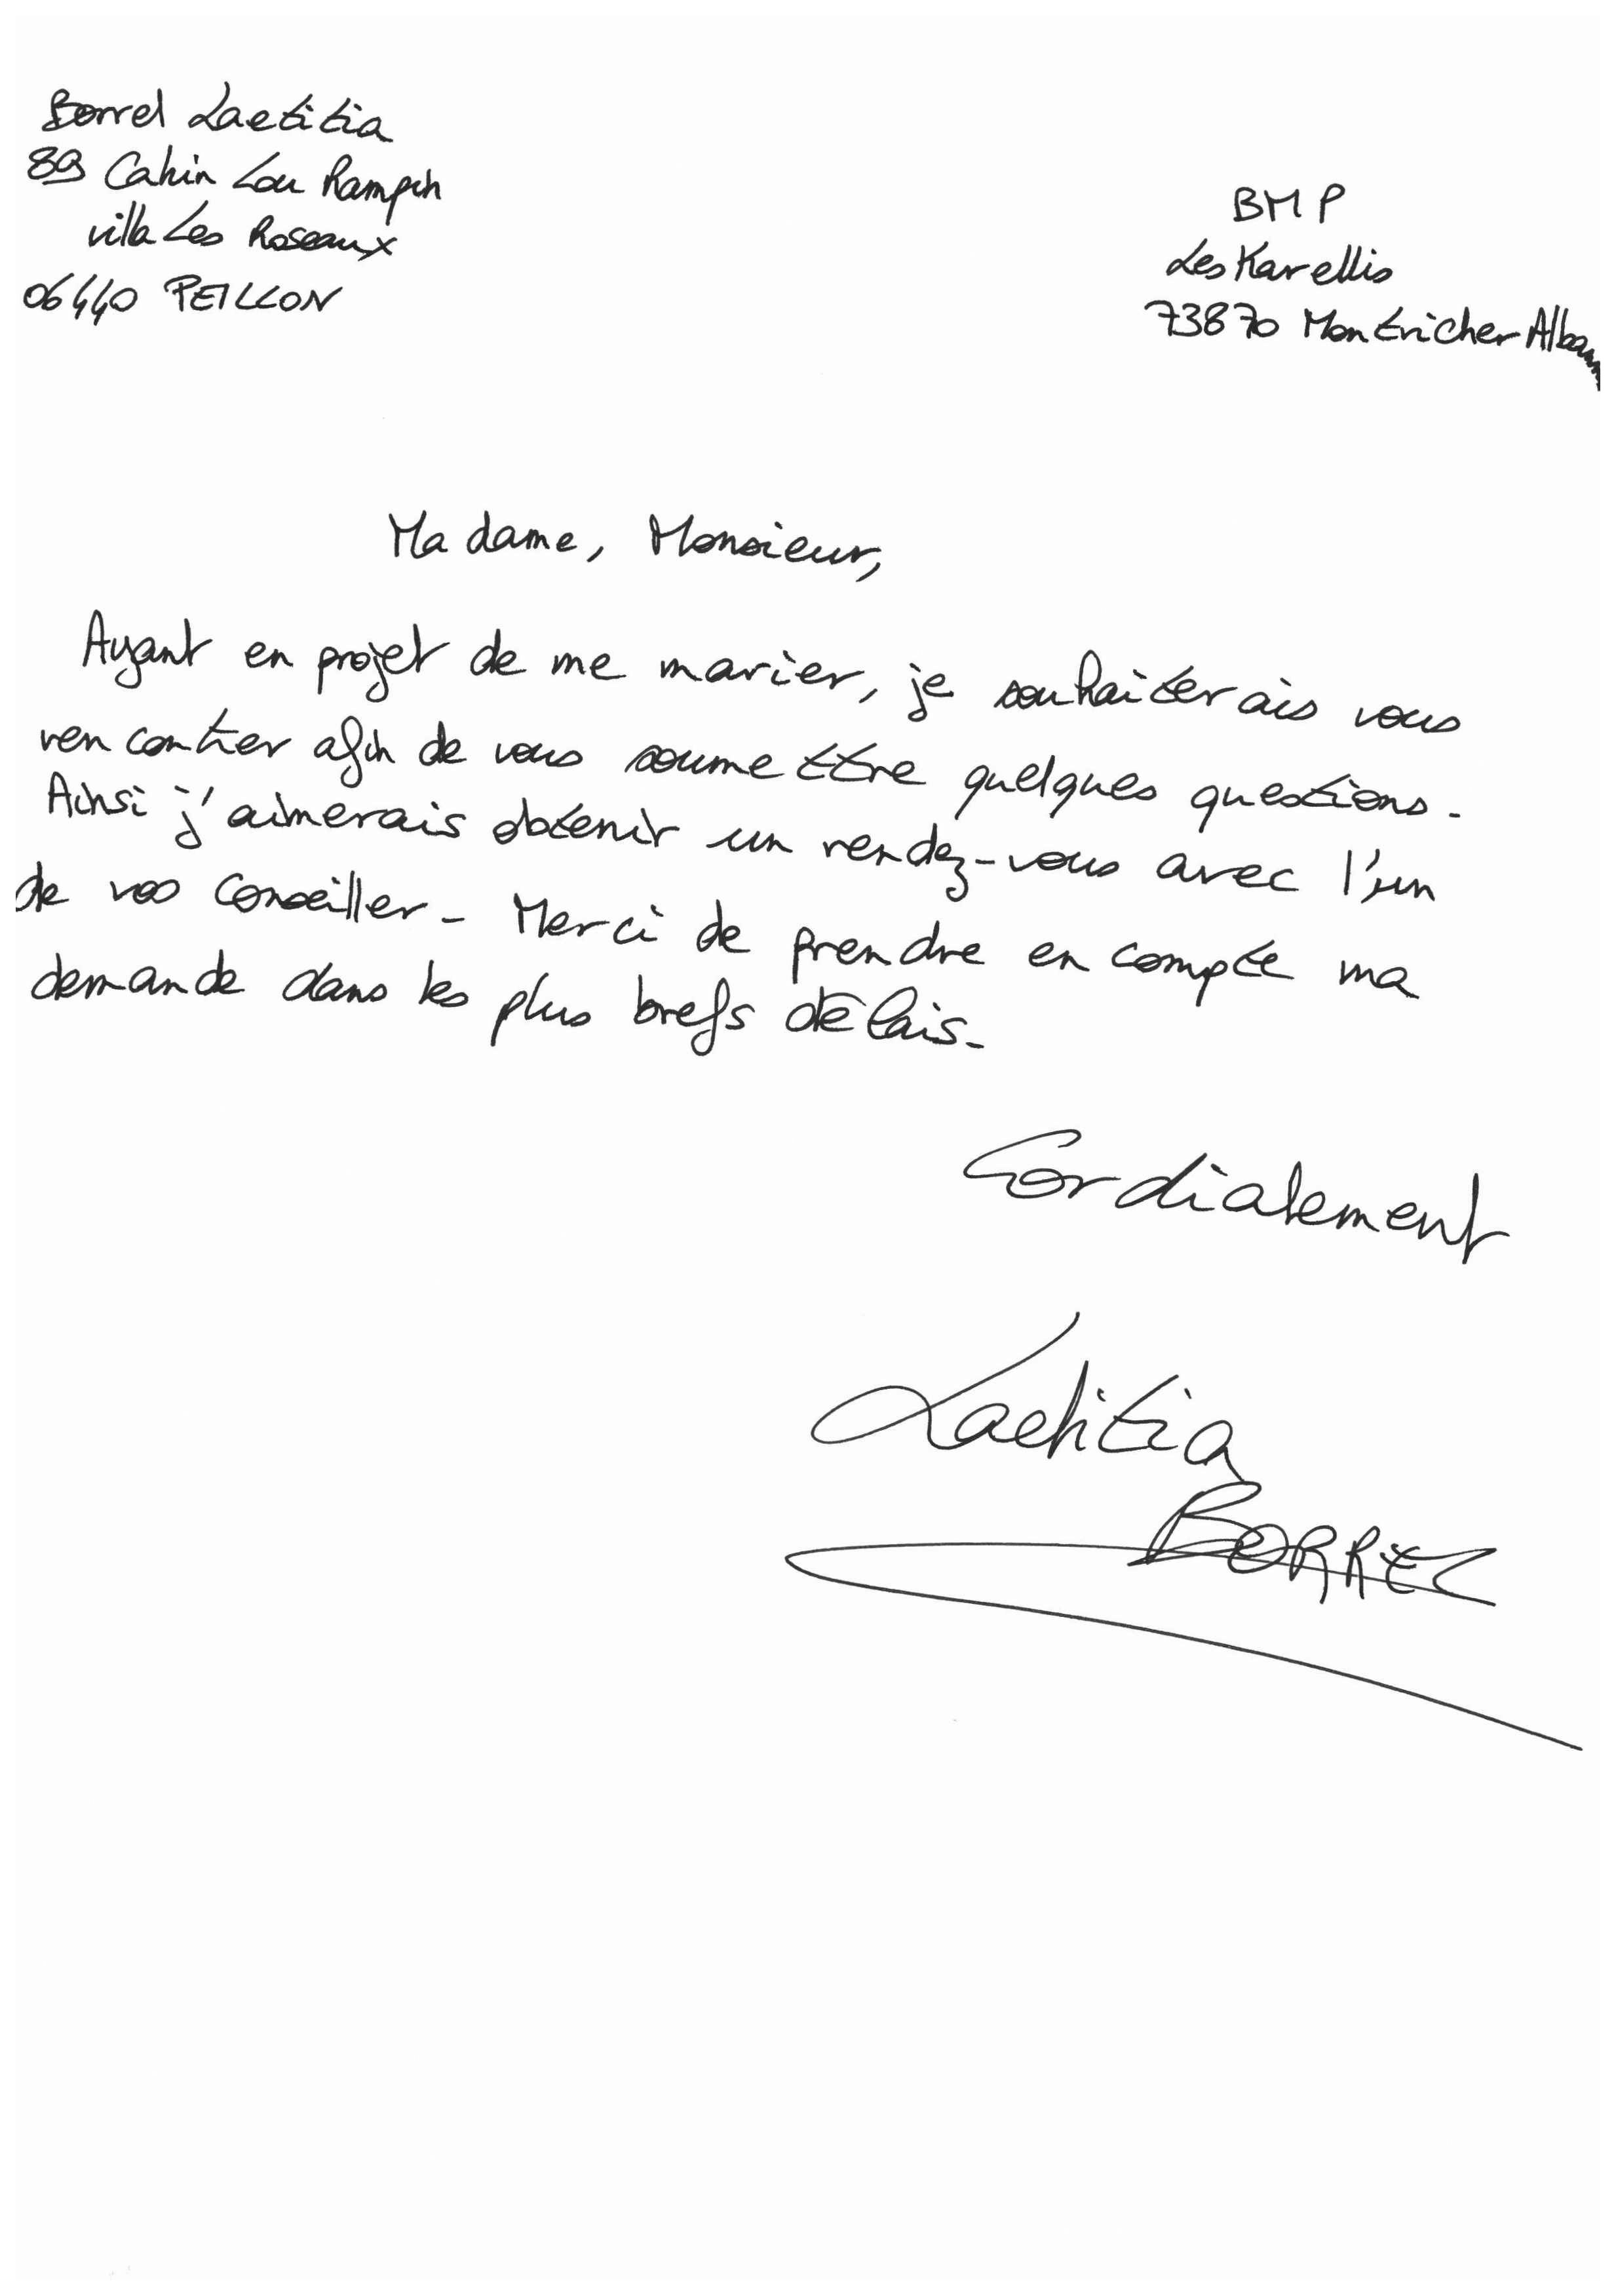 Borrel Laetitia
89 Cahin Lou Rampin
villa Les Roseaux
06440 PEILLON
BMP
Les Karellis
73870 Montricher Alban
Madame, Monsieur,
Ayant en projet de me marier, je souhaiterais vous
rencontrer afin de vous soumettre quelques questions.
Ainsi j'aimerais obtenir un rendez-vous avec l'un
de vos conseiller. Merci de prendre en compte ma
demande dans les plus brefs délais.
Cordialement
Laetitia
BORREL